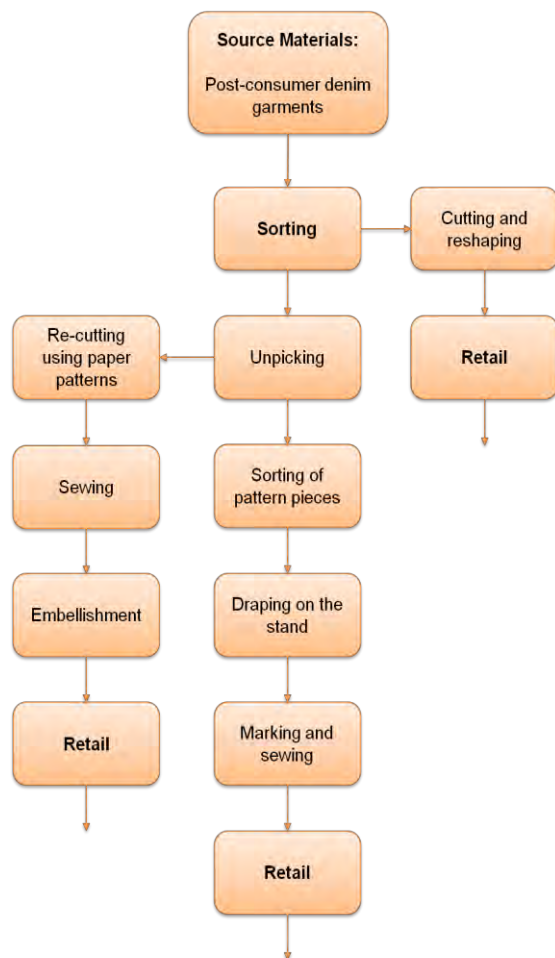 Source Materials:
Post-consumer denim
garments
Sorting
Cutting and
reshaping
Re-cutting
using paper
patterns
Unpicking
Retail
Sewing
Sorting of
pattern pieces
Embellishment
Draping on the
stand
Retail
Marking and
sewing
Retail